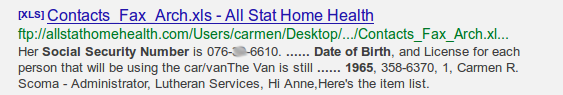 [XLS] Contacts_Fax_Arch.xls - All Stat Home Health
ftp://allstathomehealth.com/Users/carmen/Desktop/.../Contacts_Fax_Arch.xl...
Her Social Security Number is 076- -6610. ...... Date of Birth, and License for each
person that will be using the car/vanThe Van is still ...... 1965, 358-6370, 1, Carmen R.
Scoma - Administrator, Lutheran Services, Hi Anne,Here's the item list.